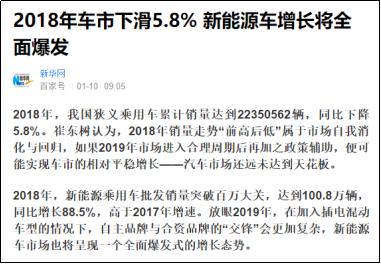 2018年车市下滑5.8% 新能源车增长将全
面爆发
新华网
百家号 01-10 09:05
2018年，我国狭义乘用车累计销量达到22350562辆，同比下降
5.8%。崔东树认为，2018年销量走势“前高后低”属于市场自我消
化与回归，如果2019年市场进入合理周期后再加之政策辅助，便可
能实现车市的相对平稳增长——汽车市场还远未达到天花板。
2018年，新能源乘用车批发销量突破百万大关，达到100.8万辆，
同比增长88.5%，高于2017年增速。放眼2019年，在加入插电混动
车型的情况下，自主品牌与合资品牌的“交锋”会更加复杂，新能源
车市场也将呈现一个全面爆发式的增长态势。